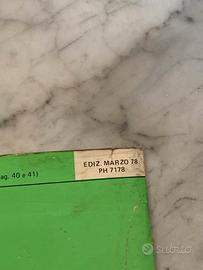 EDIZ. MARZO 78
PH 7178
ag. 40 e 41)
subito